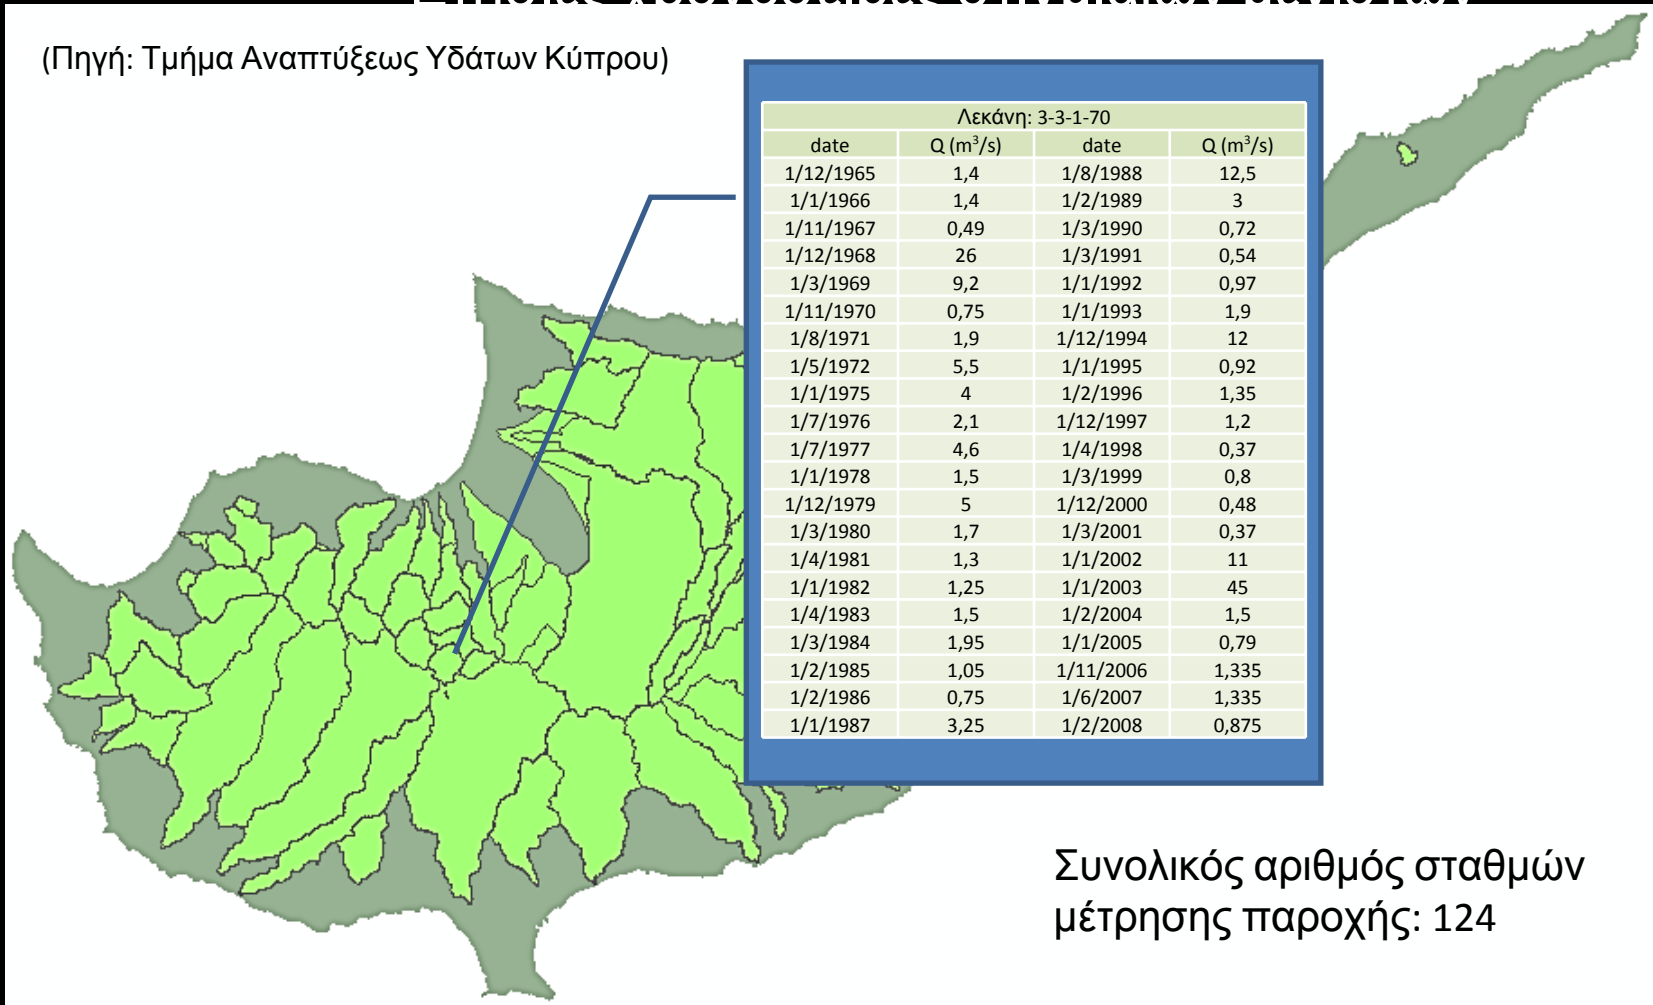 (Πηγή: Τμήμα Αναπτύξεως Υδάτων Κύπρου)
Λεκάνη: 3-3-1-70
date Q (m³/s) date Q (m³/s)
1/12/1965 1,4 1/8/1988 12,5
1/1/1966 1,4 1/2/1989 3
1/11/1967 0,49 1/3/1990 0,72
1/12/1968 26 1/3/1991 0,54
1/3/1969 9,2 1/1/1992 0,97
1/11/1970 0,75 1/1/1993 1,9
1/8/1971 1,9 1/12/1994 12
1/5/1972 5,5 1/1/1995 0,92
1/1/1975 4 1/2/1996 1,35
1/7/1976 2,1 1/12/1997 1,2
1/7/1977 4,6 1/4/1998 0,37
1/1/1978 1,5 1/3/1999 0,8
1/12/1979 5 1/12/2000 0,48
1/3/1980 1,7 1/3/2001 0,37
1/4/1981 1,3 1/1/2002 11
1/1/1982 1,25 1/1/2003 45
1/4/1983 1,5 1/2/2004 1,5
1/3/1984 1,95 1/1/2005 0,79
1/2/1985 1,05 1/11/2006 1,335
1/2/1986 0,75 1/6/2007 1,335
1/1/1987 3,25 1/2/2008 0,875
Συνολικός αριθμός σταθμών
μέτρησης παροχής: 124